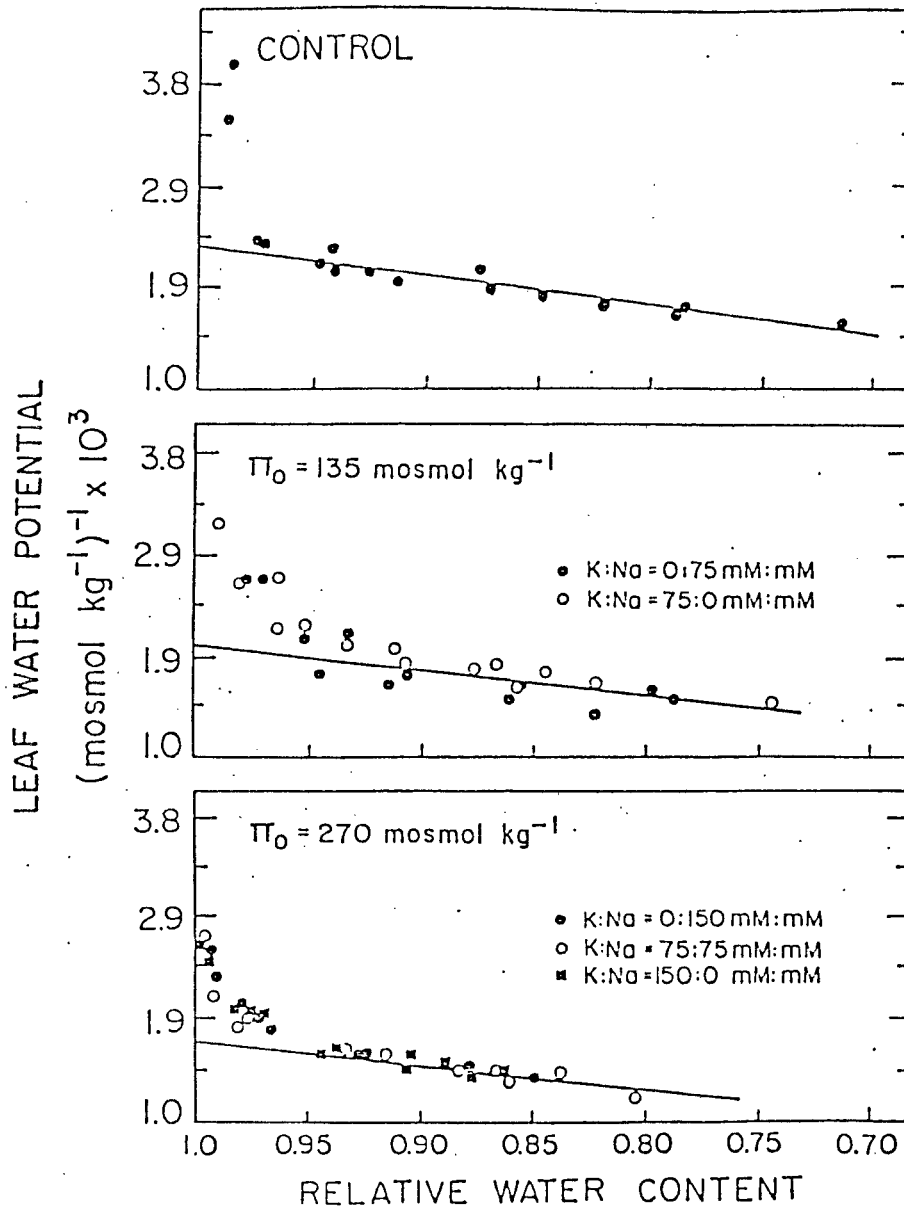 CONTROL
3.8
2.9
1.9
1.0
LEAF WATER POTENTIAL
(mosmol kg⁻¹)⁻¹ × 10³
Π₀ = 135 mosmol kg⁻¹
3.8
2.9
1.9
1.0
• K:Na = 0:75 mM:mM
○ K:Na = 75:0 mM:mM
Π₀ = 270 mosmol kg⁻¹
3.8
2.9
1.9
1.0
• K:Na = 0:150 mM:mM
○ K:Na = 75:75 mM:mM
× K:Na = 150:0 mM:mM
1.0 0.95 0.90 0.85 0.80 0.75 0.70
RELATIVE WATER CONTENT